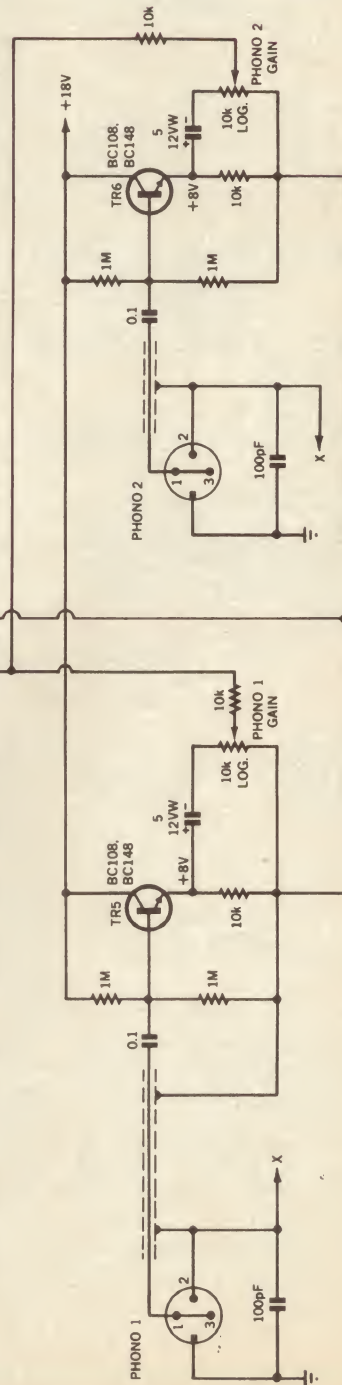 10k
+18V
BC108.
BC148
TR6
5
12VW
+ -
PHONO 2
GAIN
10k
LOG.
+8V
10k
1M
1M
0.1
PHONO 2
1
2
3
100pF
X
10k
PHONO 1
GAIN
10k
LOG.
5
12VW
+ -
BC108.
BC148
TR5
+8V
10k
1M
1M
0.1
PHONO 1
1
2
3
100pF
X